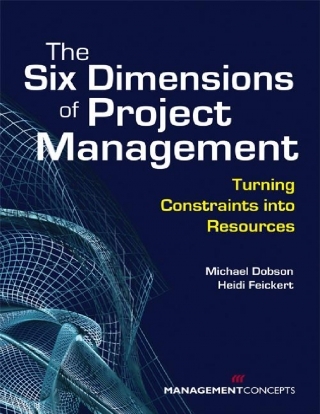 The
Six Dimensions
of Project
Management
Turning
Constraints into
Resources
Michael Dobson
Heidi Feickert
MANAGEMENTCONCEPTS